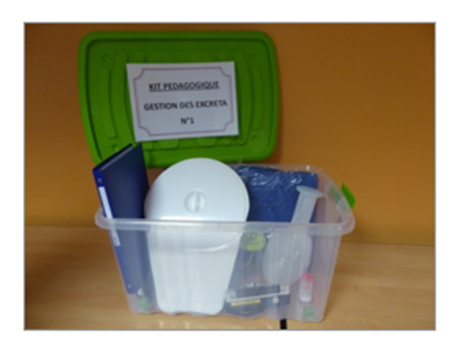 KIT PEDAGOGIQUE
GESTION DES EXCRETA
N°1